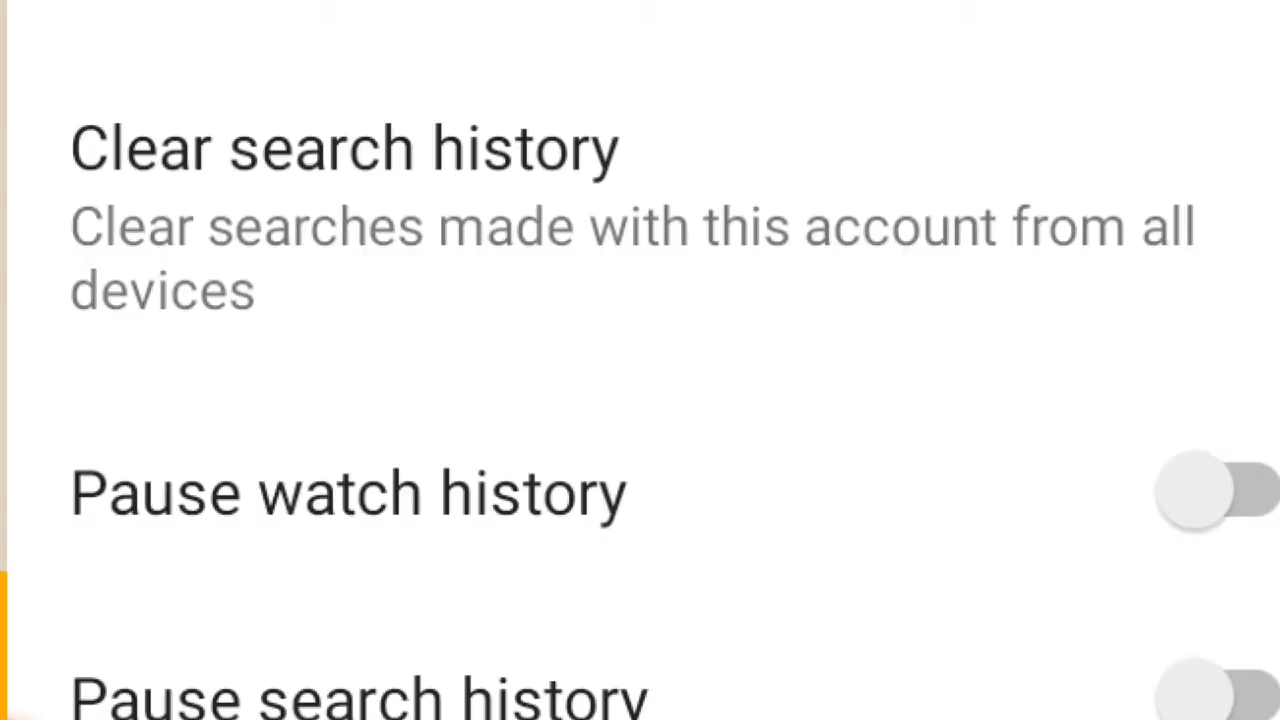 Clear search history
Clear searches made with this account from all
devices
Pause watch history
Pause search history